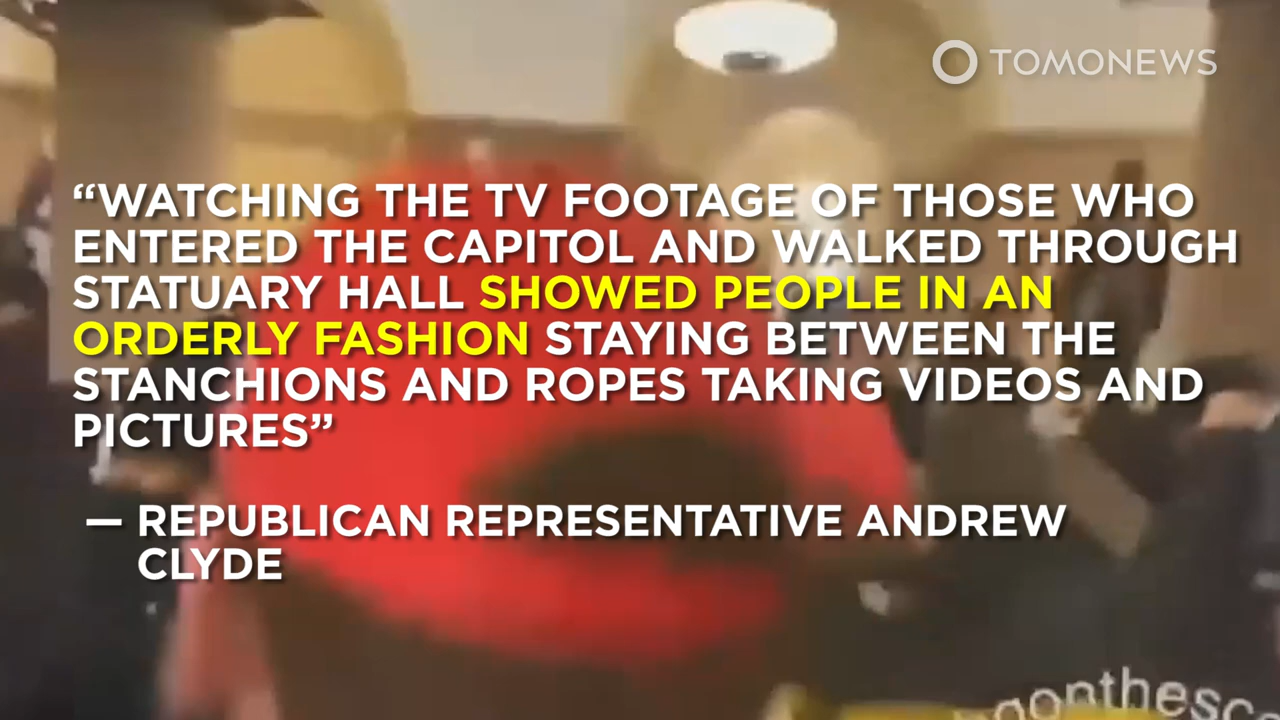 TOMONEWS
“WATCHING THE TV FOOTAGE OF THOSE WHO
ENTERED THE CAPITOL AND WALKED THROUGH
STATUARY HALL SHOWED PEOPLE IN AN
ORDERLY FASHION STAYING BETWEEN THE
STANCHIONS AND ROPES TAKING VIDEOS AND
PICTURES”
— REPUBLICAN REPRESENTATIVE ANDREW
CLYDE